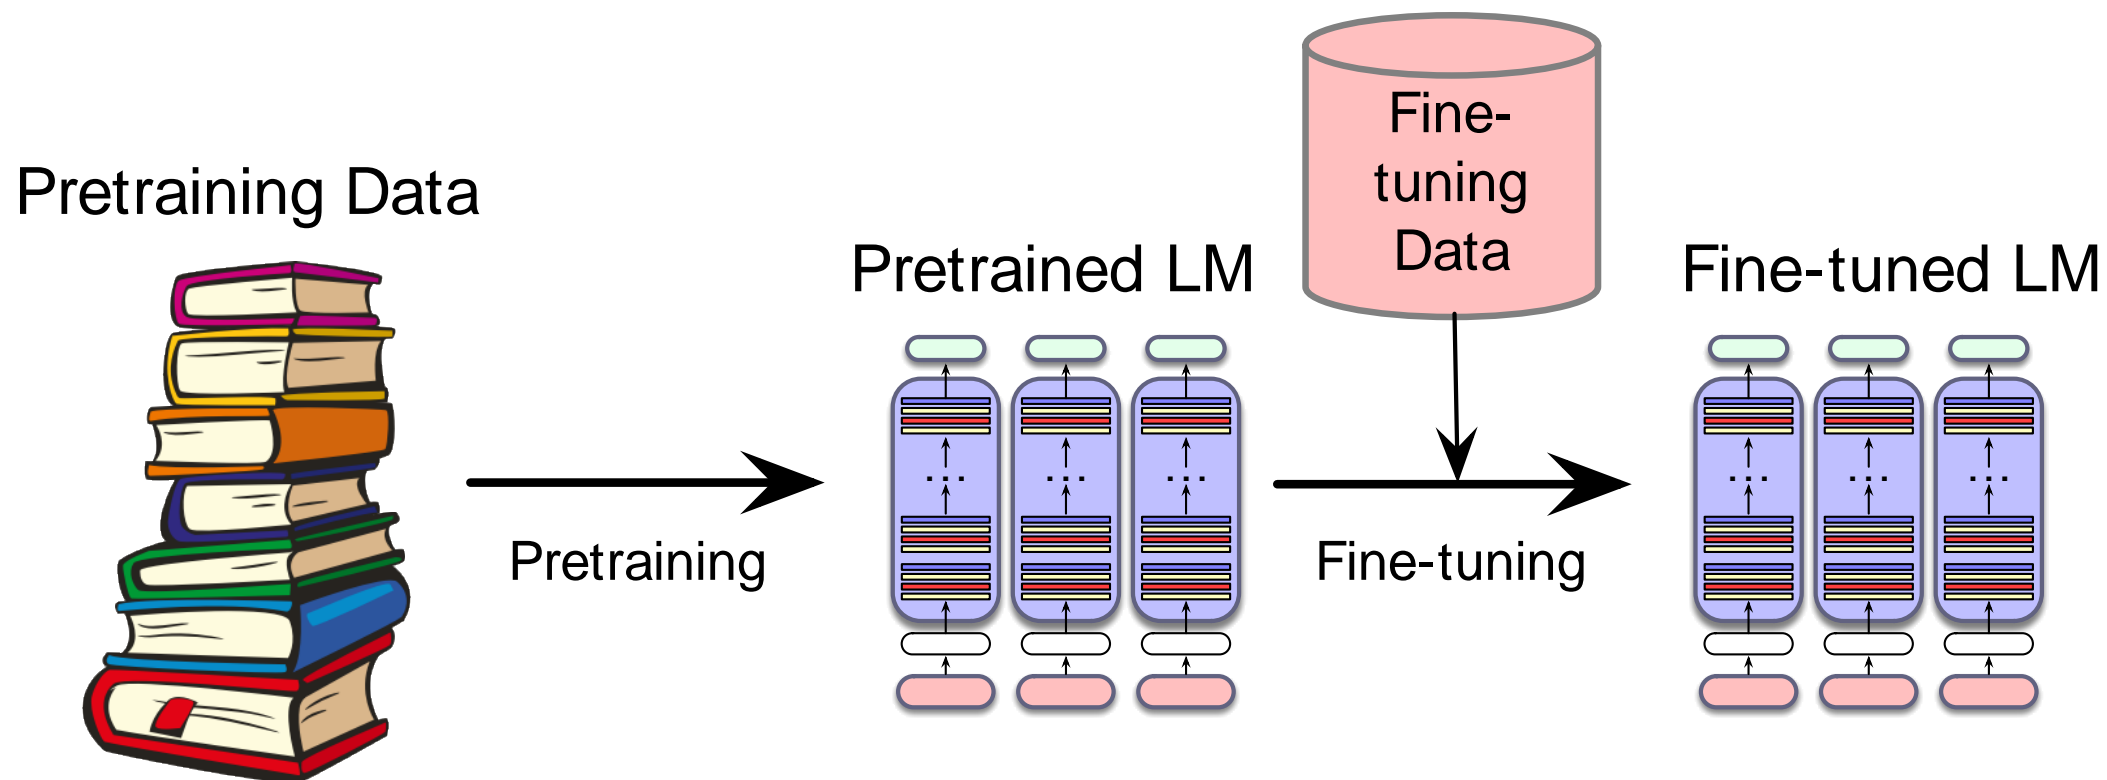 Pretraining Data
Pretraining
Pretrained LM
...
...
...
Fine-
tuning
Data
Fine-tuning
Fine-tuned LM
...
...
...